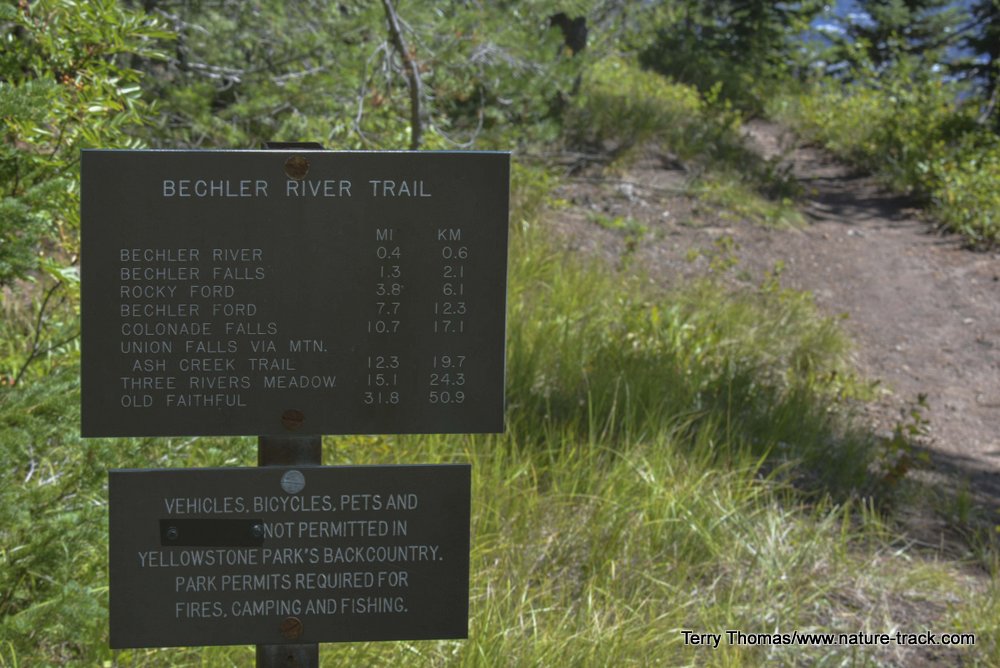 BECHLER RIVER TRAIL
MI KM
BECHLER RIVER 0.4 0.6
BECHLER FALLS 1.3 2.1
ROCKY FORD 3.8 6.1
BECHLER FORD 7.7 12.3
COLONADE FALLS 10.7 17.1
UNION FALLS VIA MTN.
ASH CREEK TRAIL 12.3 19.7
THREE RIVERS MEADOW 15.1 24.3
OLD FAITHFUL 31.8 50.9
VEHICLES, BICYCLES, PETS AND
NOT PERMITTED IN
YELLOWSTONE PARK'S BACKCOUNTRY.
PARK PERMITS REQUIRED FOR
FIRES, CAMPING AND FISHING.
Terry Thomas/www.nature-track.com